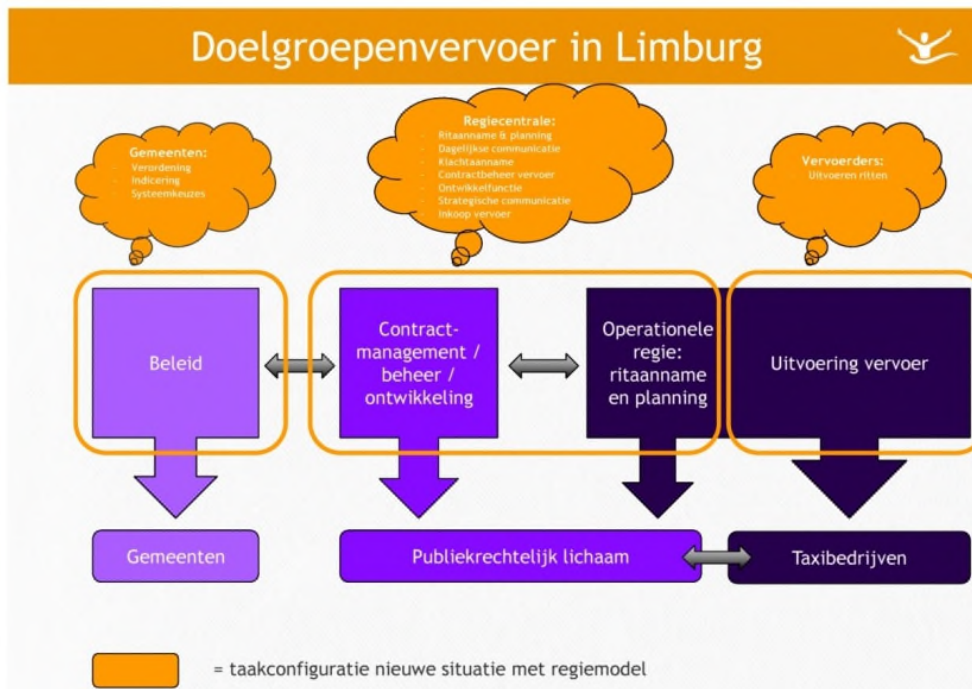 Doelgroepenvervoer in Limburg
Gemeenten:
- Verordening
- Indicering
- Systeemkeuzes
Regiecentrale:
- Ritaanname & planning
- Dagelijkse communicatie
- Klachtaanname
- Contractbeheer vervoer
- Ontwikkelfunctie
- Strategische communicatie
- Inkoop vervoer
Vervoerders:
- Uitvoeren ritten
Beleid
Contract-
management /
beheer /
ontwikkeling
Operationele
regie:
ritaanname
en planning
Uitvoering vervoer
Gemeenten
Publiekrechtelijk lichaam
Taxibedrijven
= taakconfiguratie nieuwe situatie met regiemodel